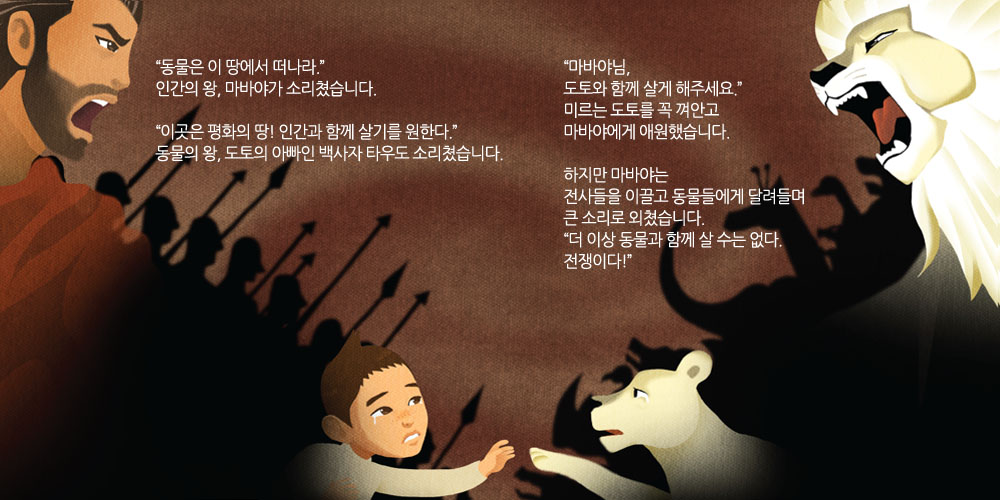 “동물은 이 땅에서 떠나라.”
인간의 왕, 마바야가 소리쳤습니다.
“이곳은 평화의 땅! 인간과 함께 살기를 원한다.”
동물의 왕, 도토의 아빠인 백사자 타우도 소리쳤습니다.
“마바야님,
도토와 함께 살게 해주세요.”
미르는 도토를 꼭 껴안고
마바야에게 애원했습니다.
하지만 마바야는
전사들을 이끌고 동물들에게 달려들며
큰 소리로 외쳤습니다.
“더 이상 동물과 함께 살 수는 없다.
전쟁이다!”